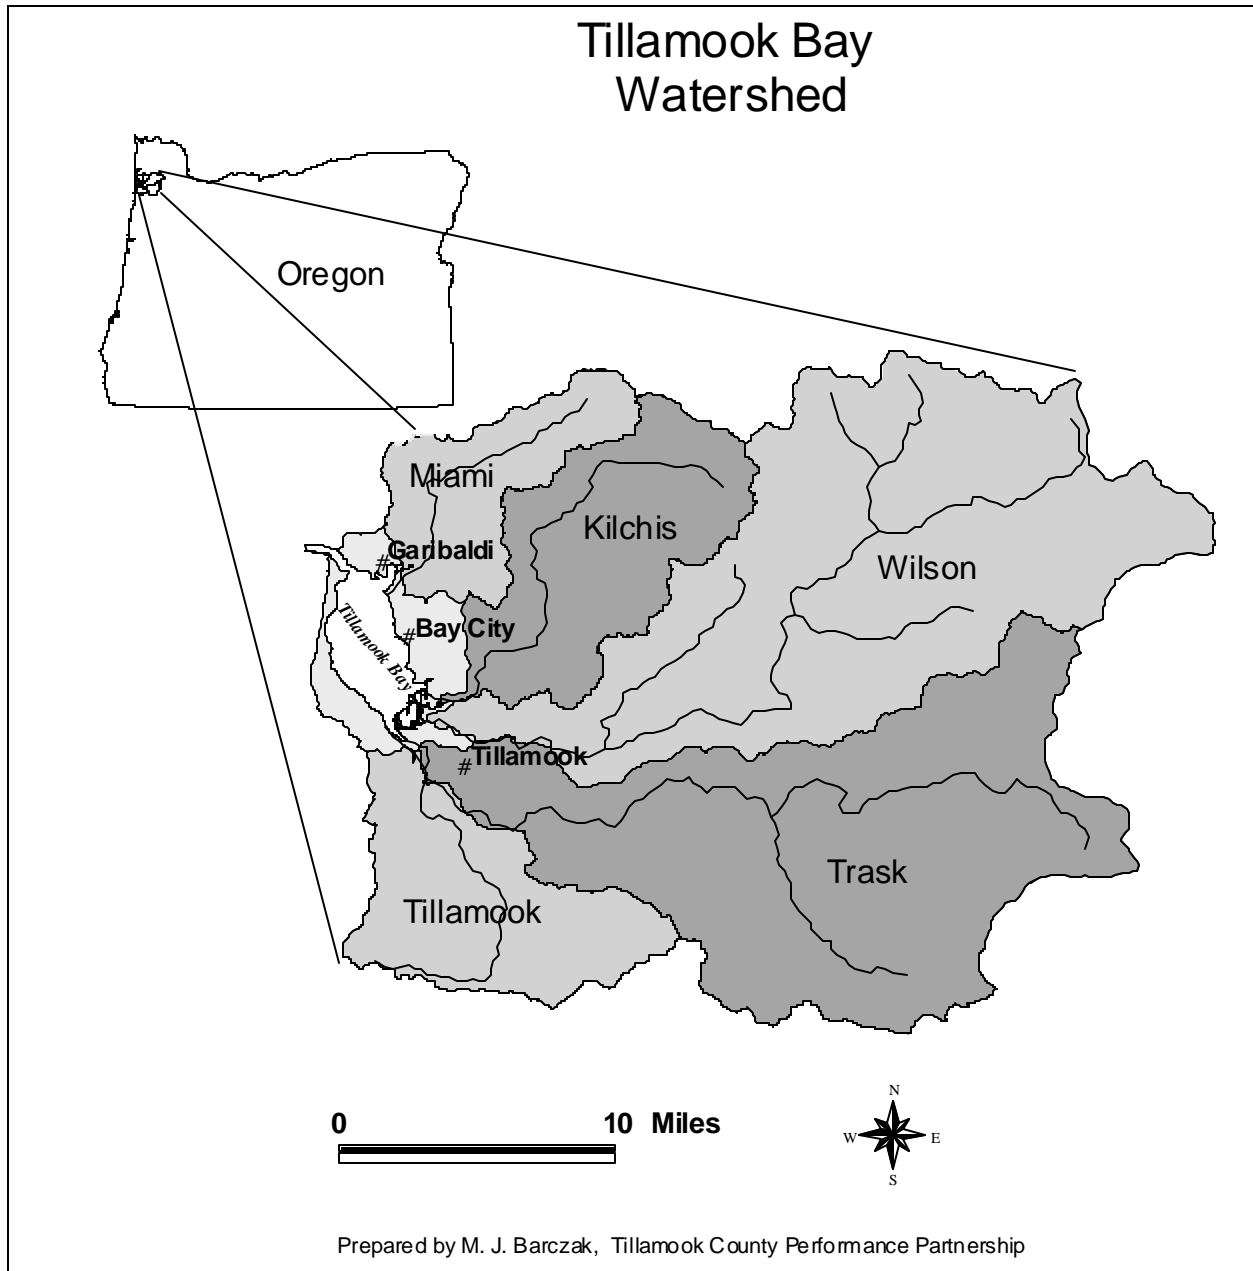 Tillamook Bay
Watershed
Oregon
Miami
Kilchis
#Garibaldi
Wilson
Tillamook Bay
#Bay City
#Tillamook
Trask
Tillamook
0 10 Miles
N
W E
S
Prepared by M. J. Barczak, Tillamook County Performance Partnership